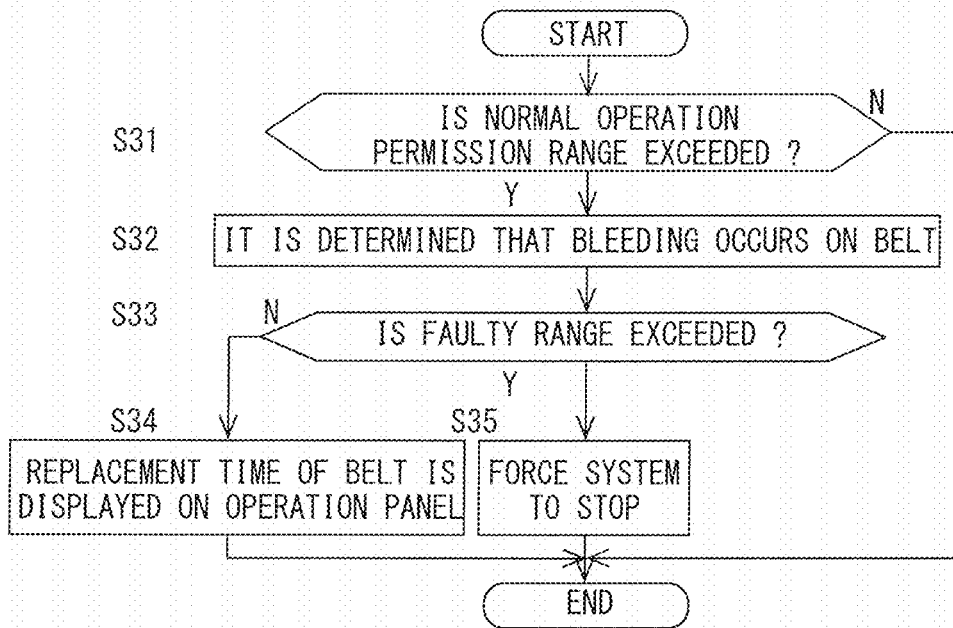 START
S31
IS NORMAL OPERATION
PERMISSION RANGE EXCEEDED ?
N
Y
S32
IT IS DETERMINED THAT BLEEDING OCCURS ON BELT
S33
N
IS FAULTY RANGE EXCEEDED ?
Y
S34
REPLACEMENT TIME OF BELT IS
DISPLAYED ON OPERATION PANEL
S35
FORCE SYSTEM
TO STOP
END